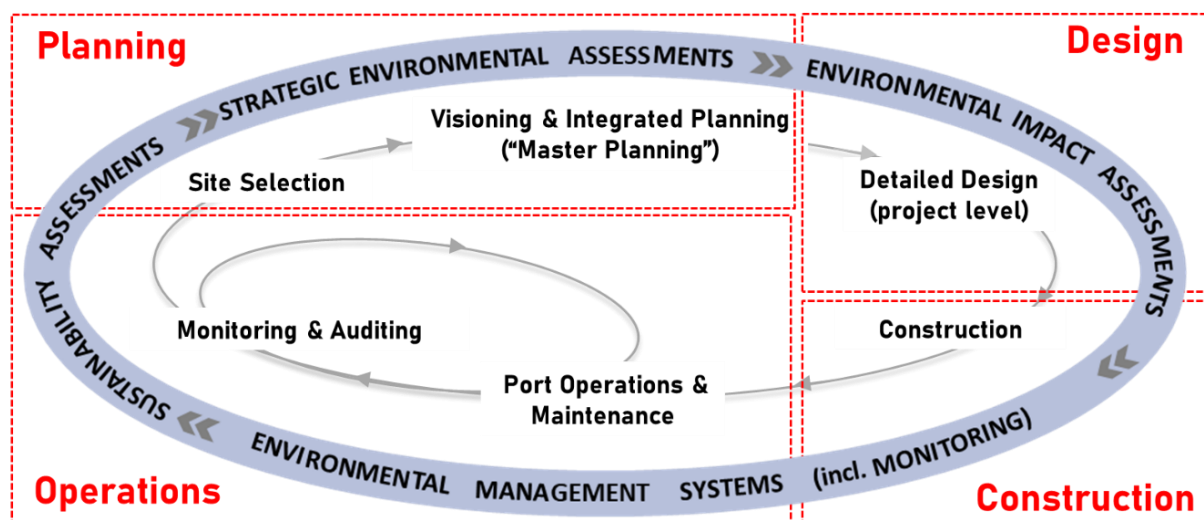 Planning
Design
STRATEGIC ENVIRONMENTAL ASSESSMENTS
ENVIRONMENTAL IMPACT ASSESSMENTS
Visioning & Integrated Planning
(“Master Planning”)
Site Selection
Detailed Design
(project level)
SUSTAINABILITY ASSESSMENTS
Monitoring & Auditing
Construction
Port Operations &
Maintenance
ENVIRONMENTAL MANAGEMENT SYSTEMS (incl. MONITORING)
Operations
Construction